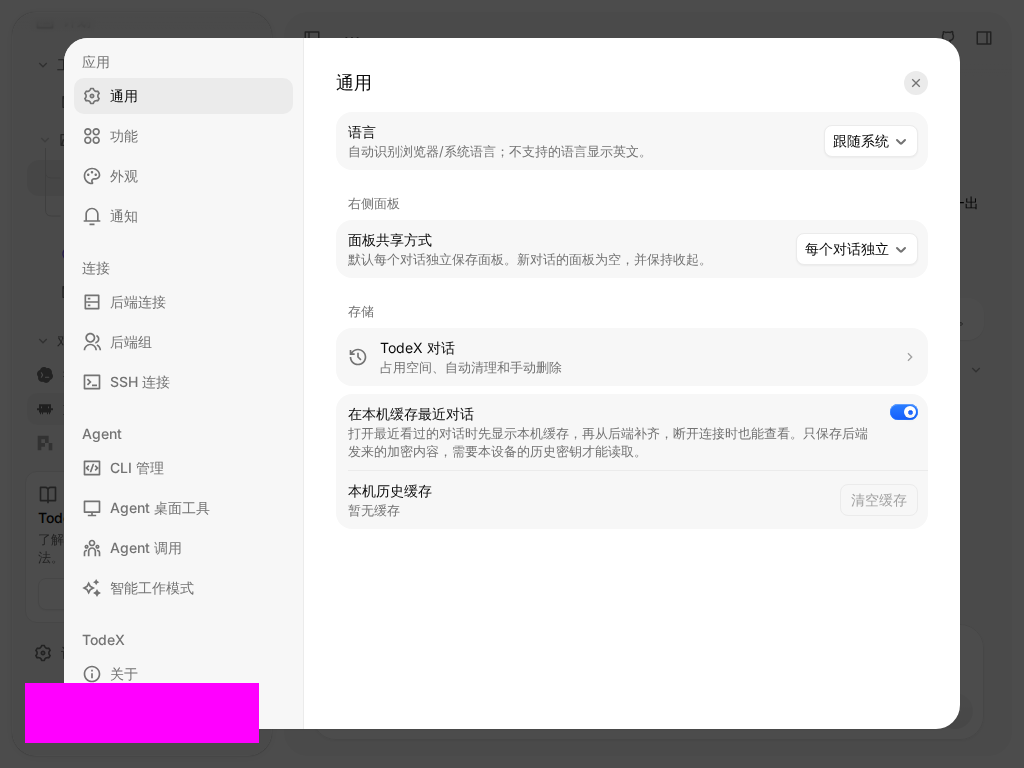 应用
通用
功能
外观
通知
连接
后端连接
后端组
SSH 连接
Agent
CLI 管理
Agent 桌面工具
Agent 调用
智能工作模式
TodeX
关于
通用
语言
自动识别浏览器/系统语言；不支持的语言显示英文。
跟随系统
右侧面板
面板共享方式
默认每个对话独立保存面板。新对话的面板为空，并保持收起。
每个对话独立
存储
TodeX 对话
占用空间、自动清理和手动删除
在本机缓存最近对话
打开最近看过的对话时先显示本机缓存，再从后端补齐，断开连接时也能查看。只保存后端
发来的加密内容，需要本设备的历史密钥才能读取。
本机历史缓存
暂无缓存
清空缓存
Tod
了解
法。
出